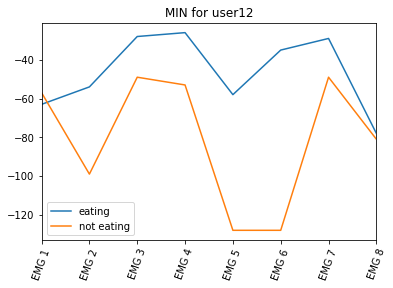 MIN for user12
−40
−60
−80
−100
−120
eating
not eating
EMG 1
EMG 2
EMG 3
EMG 4
EMG 5
EMG 6
EMG 7
EMG 8